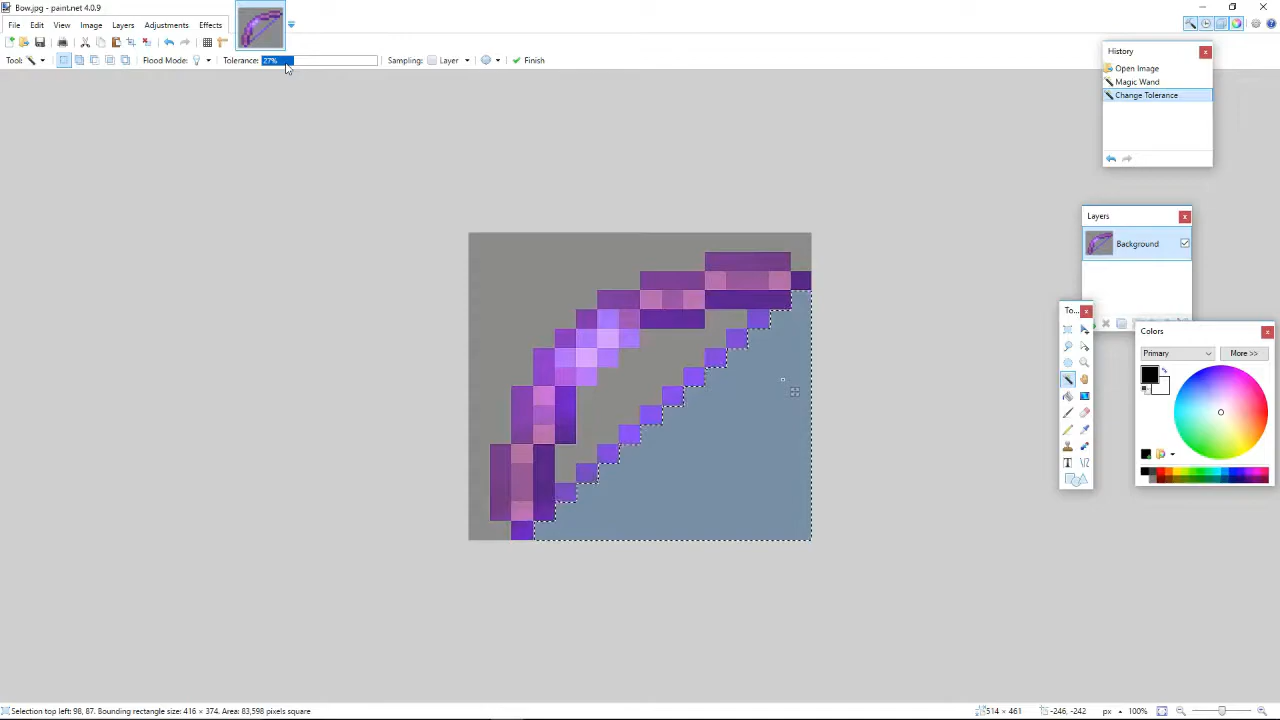 Bow.jpg - paint.net 4.0.9
File Edit View Image Layers Adjustments Effects
Tool: Flood Mode: Tolerance: 27% Sampling: Layer Finish
History
Open Image
Magic Wand
Change Tolerance
Layers
Background
To...
Colors
Primary More >>
Selection top left: 98, 87. Bounding rectangle size: 416 × 374. Area: 83,598 pixels square
514 × 461 -246, -242 px 100%